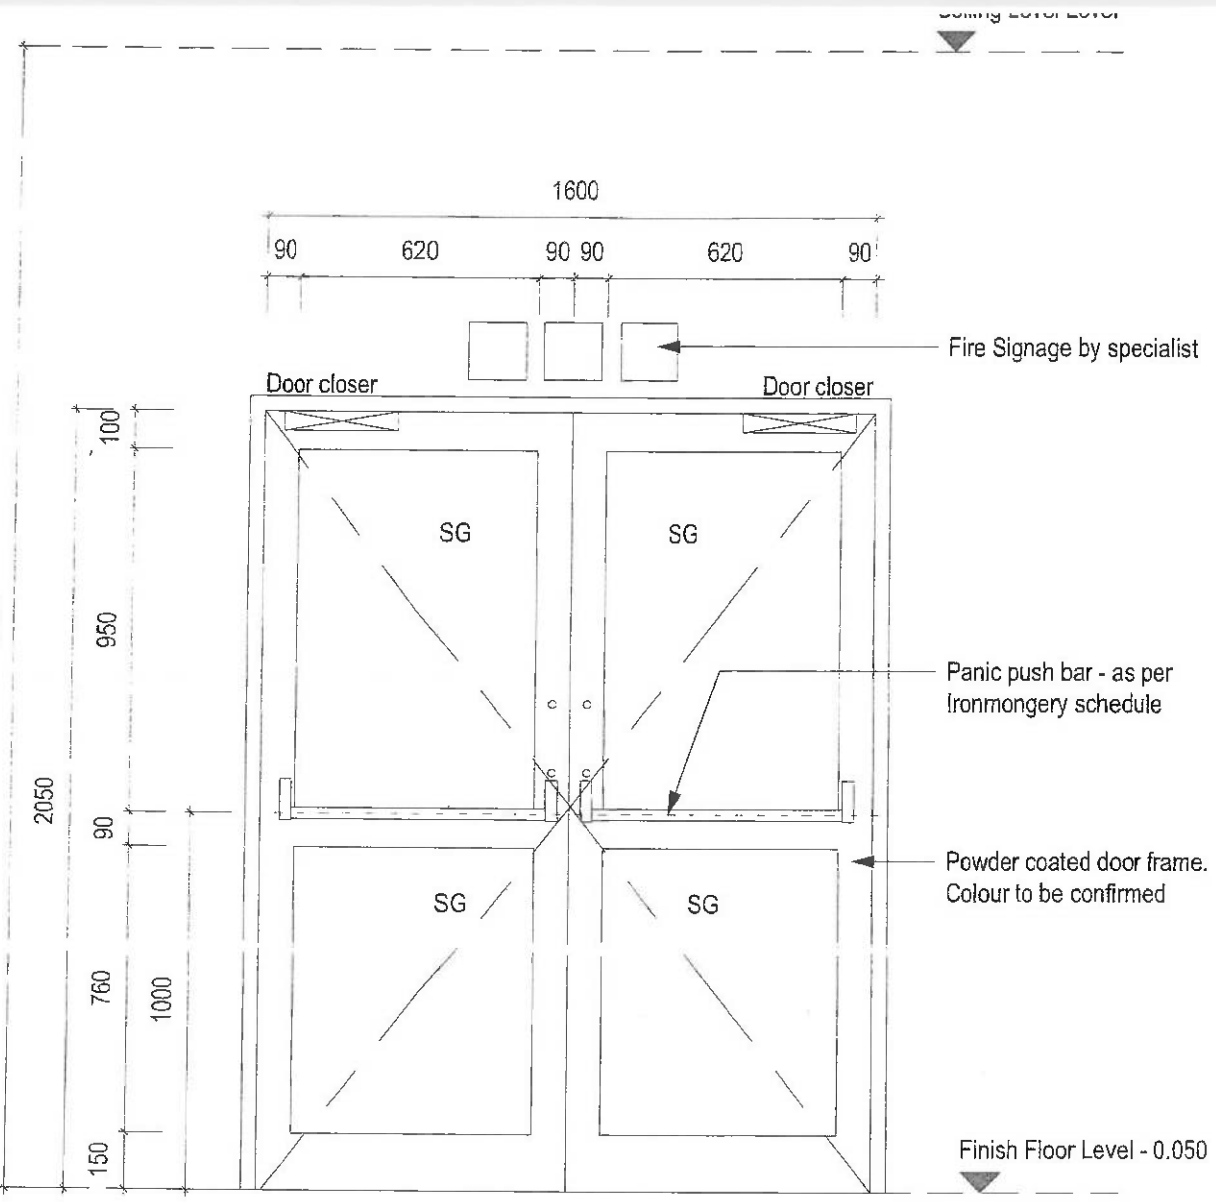 1600
90 620 90 90 620 90
Fire Signage by specialist
Door closer
Door closer
100
SG
SG
950
Panic push bar - as per
Ironmongery schedule
2050
90
Powder coated door frame.
Colour to be confirmed
SG
SG
760
1000
150
Finish Floor Level - 0.050